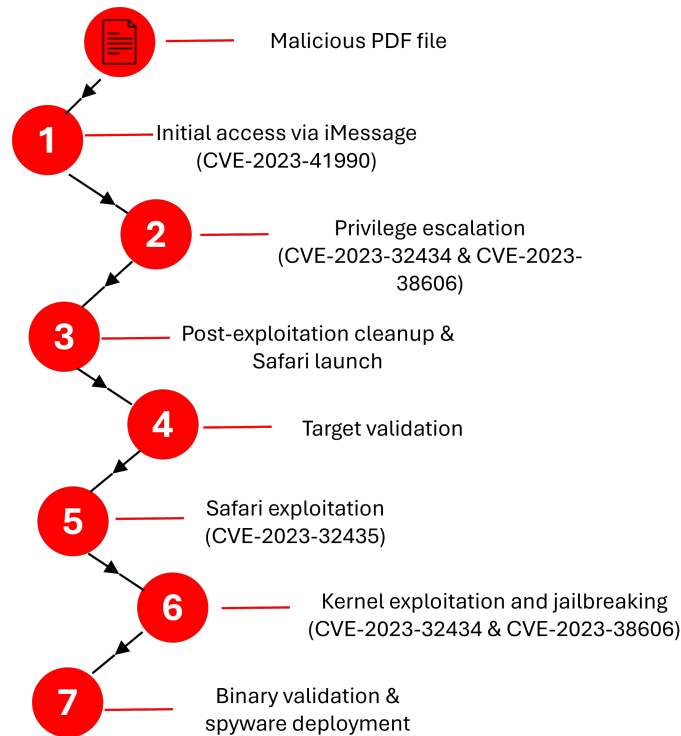 Malicious PDF file
1
Initial access via iMessage
(CVE-2023-41990)
2
Privilege escalation
(CVE-2023-32434 & CVE-2023-
38606)
3
Post-exploitation cleanup &
Safari launch
4
Target validation
5
Safari exploitation
(CVE-2023-32435)
6
Kernel exploitation and jailbreaking
(CVE-2023-32434 & CVE-2023-38606)
7
Binary validation &
spyware deployment